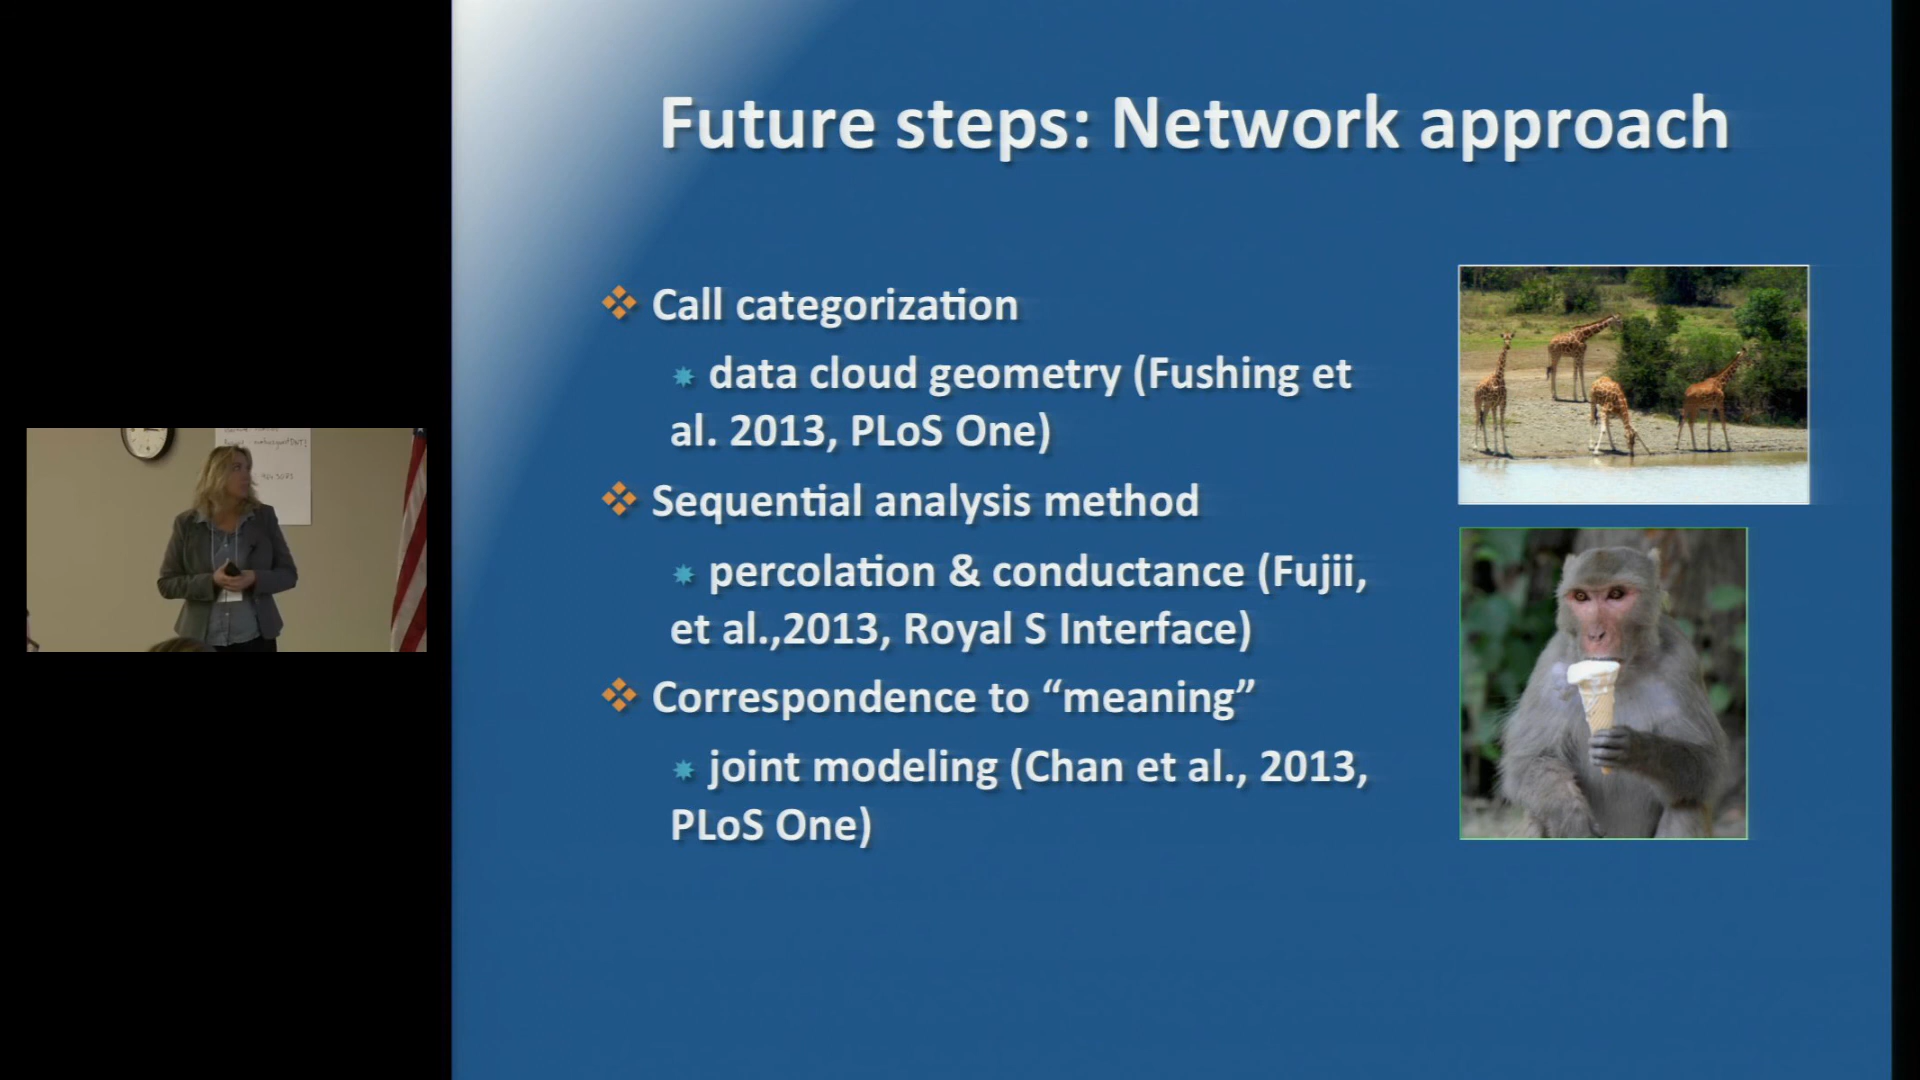 Future steps: Network approach
Call categorization
data cloud geometry (Fushing et
al. 2013, PLoS One)
Sequential analysis method
percolation & conductance (Fujii,
et al.,2013, Royal S Interface)
Correspondence to “meaning”
joint modeling (Chan et al., 2013,
PLoS One)